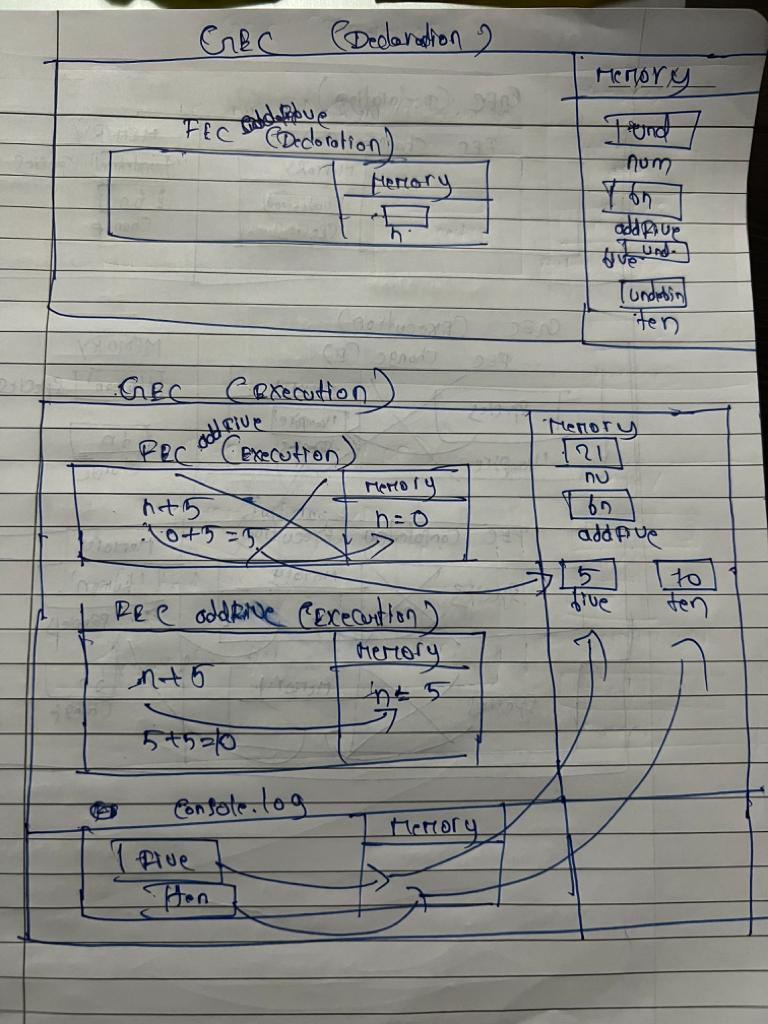 GEC (Declaration)
Memory
und
num
fn
addFive
und.
five
undefin
ten
FEC addFive
(Declaration)
Memory
n
GEC (Execution)
Memory
21
nu
fn
addFive
5
five
10
ten
FEC addFive (Execution)
Memory
n+5
n=0
0+5=5
FEC addFive (Execution)
Memory
n+5
n= 5
5+5=10
Console.log
Memory
Five
ten